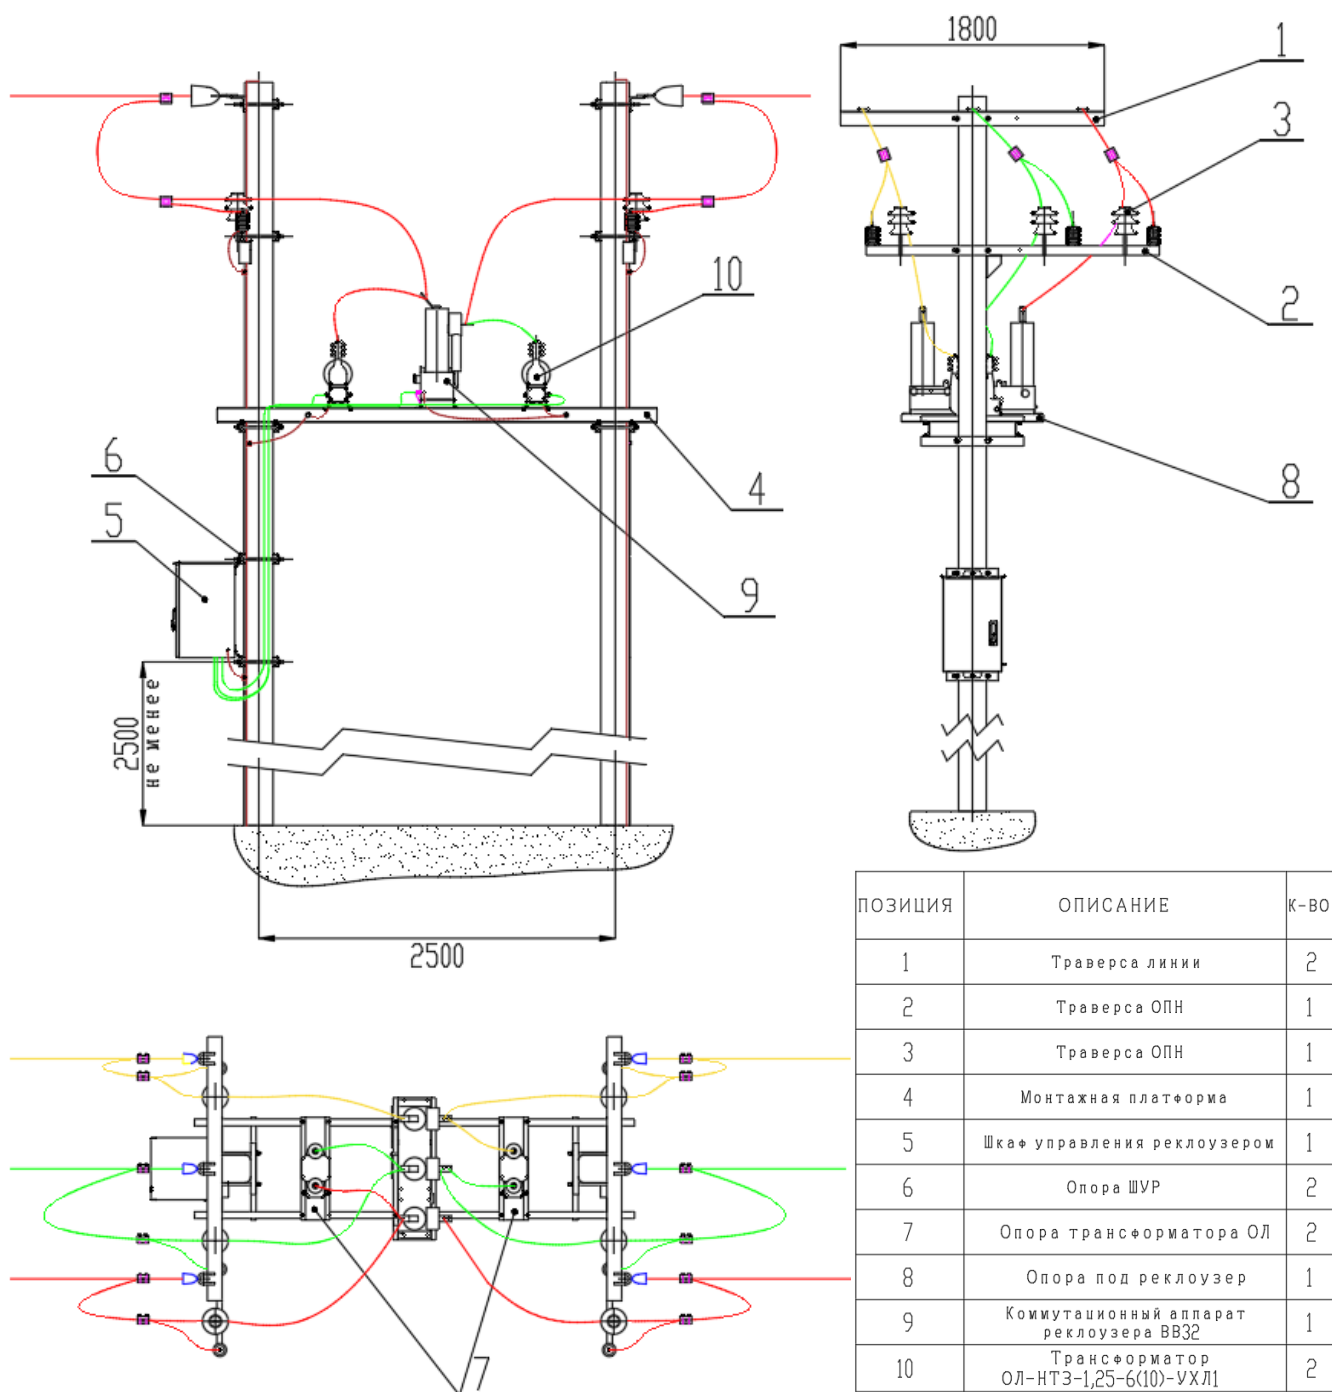 1800
1
3
2
10
6
5
4
8
9
2500
не менее
2500
7
ПОЗИЦИЯ ОПИСАНИЕ К-ВО
1 Траверса линии 2
2 Траверса ОПН 1
3 Траверса ОПН 1
4 Монтажная платформа 1
5 Шкаф управления реклоузером 1
6 Опора ШУР 2
7 Опора трансформатора ОЛ 2
8 Опора под реклоузер 1
9 Коммутационный аппарат
реклоузера ВВ32 1
10 Трансформатор
ОЛ-НТЗ-1,25-6(10)-УХЛ1 2